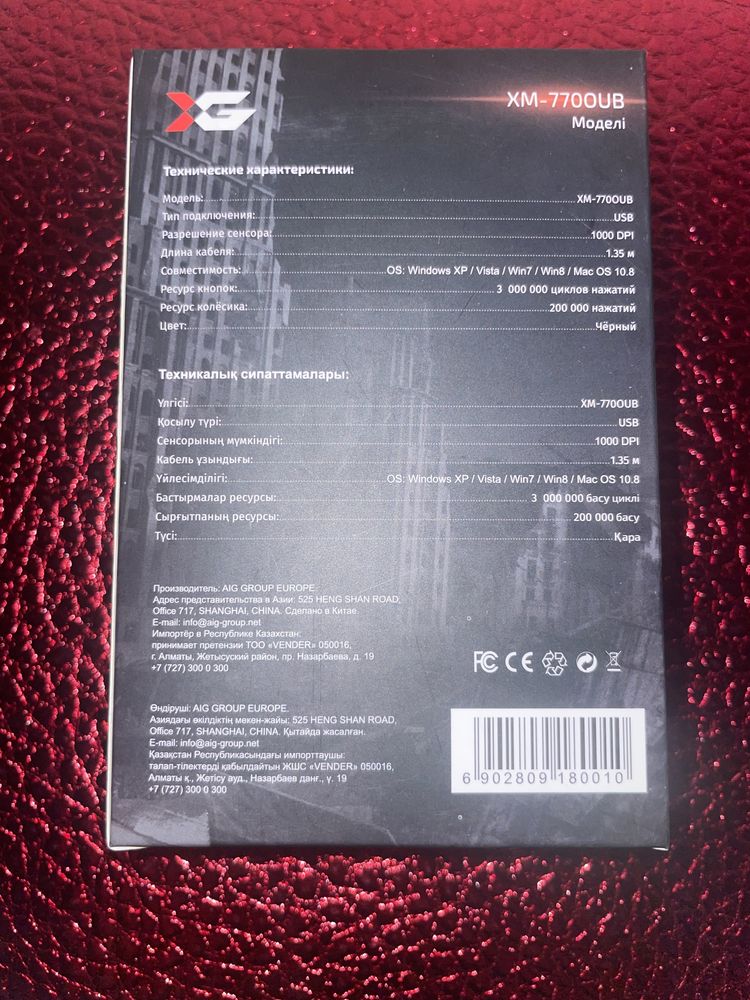 XG
XM-770OUB
Моделі
Технические характеристики:
Модель: XM-770OUB
Тип подключения: USB
Разрешение сенсора: 1000 DPI
Длина кабеля: 1.35 м
Совместимость: OS: Windows XP / Vista / Win7 / Win8 / Mac OS 10.8
Ресурс кнопок: 3 000 000 циклов нажатий
Ресурс колёсика: 200 000 нажатий
Цвет: Чёрный
Техникалық сипаттамалары:
Үлгісі: XM-770OUB
Қосылу түрі: USB
Сенсорының мүмкіндігі: 1000 DPI
Кабель ұзындығы: 1.35 м
Үйлесімділігі: OS: Windows XP / Vista / Win7 / Win8 / Mac OS 10.8
Бастырмалар ресурсы: 3 000 000 басу циклі
Сырғытпаның ресурсы: 200 000 басу
Түсі: Қара
Производитель: AIG GROUP EUROPE.
Адрес представительства в Азии: 525 HENG SHAN ROAD,
Office 717, SHANGHAI, CHINA. Сделано в Китае.
E-mail: info@aig-group.net
Импортёр в Республике Казахстан:
принимает претензии ТОО «VENDER» 050016,
г. Алматы, Жетысуский район, пр. Назарбаева, д. 19
+7 (727) 300 0 300
FC CE
Өндіруші: AIG GROUP EUROPE.
Азиядағы өкілдіктің мекен-жайы: 525 HENG SHAN ROAD,
Office 717, SHANGHAI, CHINA. Қытайда жасалған.
E-mail: info@aig-group.net
Қазақстан Республикасындағы импорттаушы:
талап-тілектерді қабылдайтын ЖШС «VENDER» 050016,
Алматы қ., Жетісу ауд., Назарбаев даңғ., ү. 19
+7 (727) 300 0 300
6 902809 180010